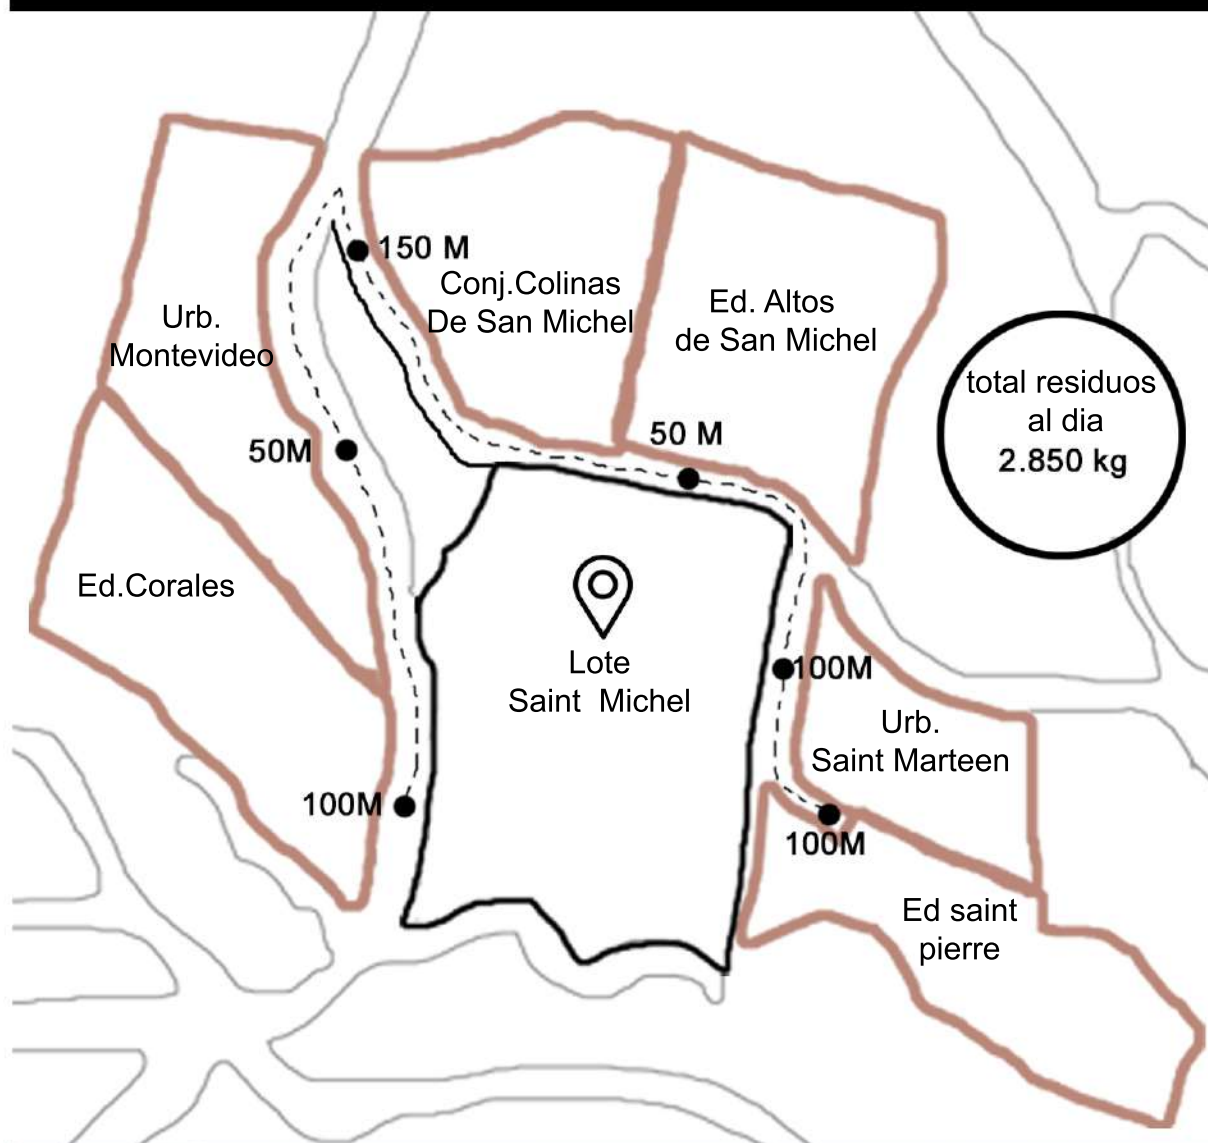 150 M
Conj.Colinas
De San Michel
Ed. Altos
de San Michel
Urb.
Montevideo
total residuos
al dia
2.850 kg
50M
50 M
Ed.Corales
Lote
Saint  Michel
100M
Urb.
Saint Marteen
100M
100M
Ed saint
pierre